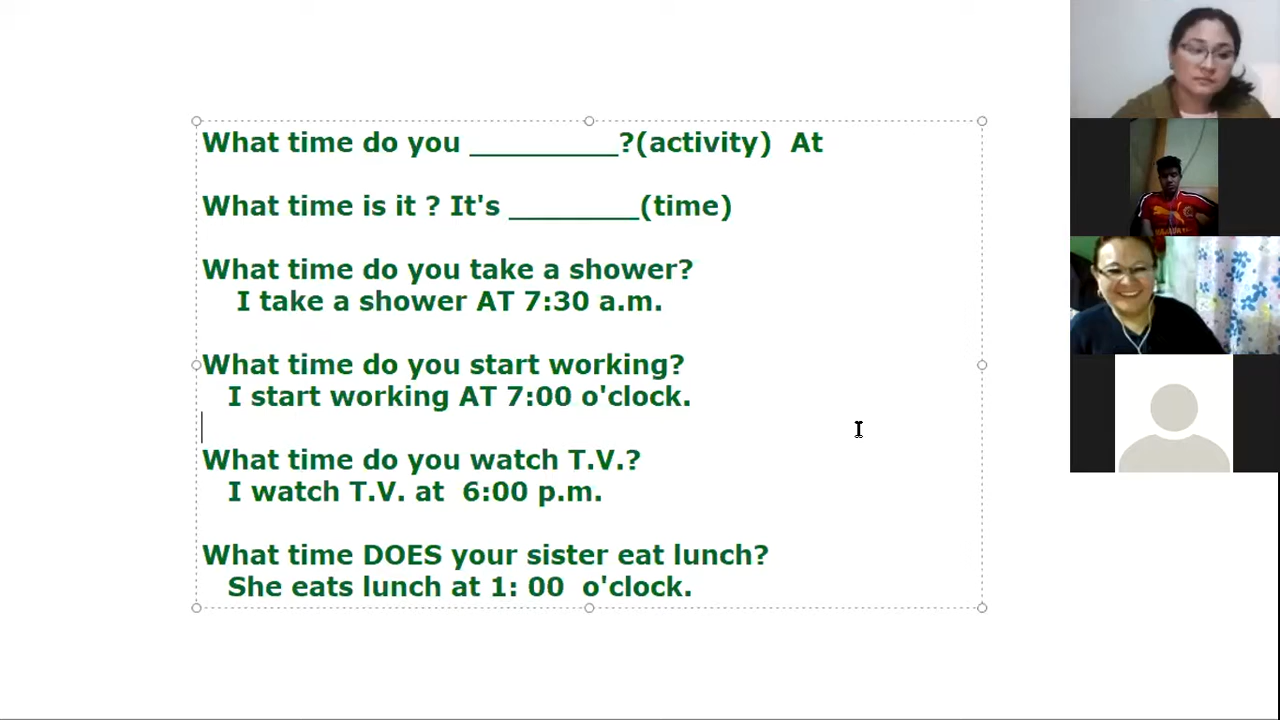 What time do you _________?(activity)  At
What time is it ? It's ________(time)
What time do you take a shower?
I take a shower AT 7:30 a.m.
What time do you start working?
I start working AT 7:00 o'clock.
What time do you watch T.V.?
I watch T.V. at  6:00 p.m.
What time DOES your sister eat lunch?
She eats lunch at 1: 00  o'clock.